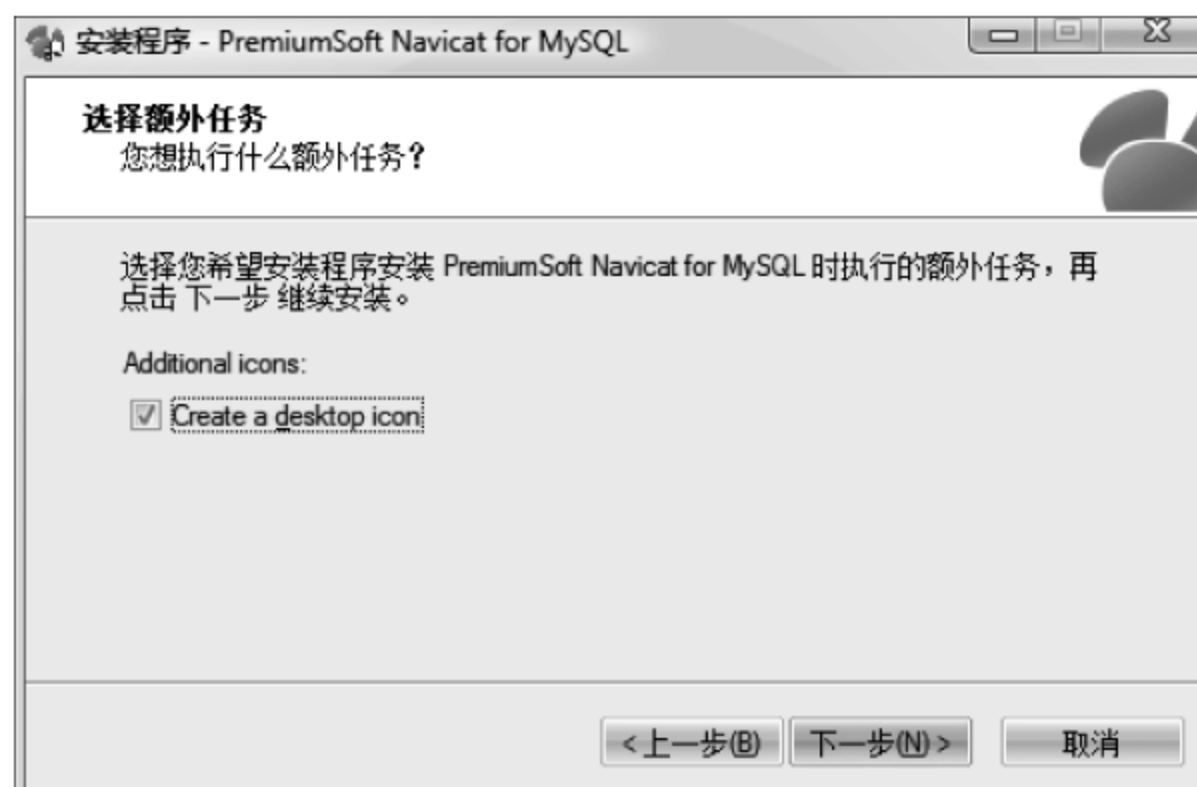 安装程序 - PremiumSoft Navicat for MySQL
选择额外任务
您想执行什么额外任务？
选择您希望安装程序安装 PremiumSoft Navicat for MySQL 时执行的额外任务，再
点击 下一步 继续安装。
Additional icons:
Create a desktop icon
< 上一步(B) 下一步(N) > 取消